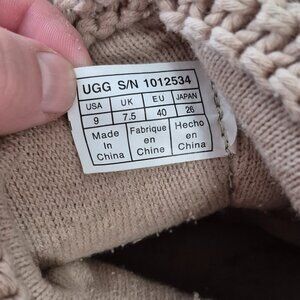 UGG S/N 1012534
USA UK EU JAPAN
9 7.5 40 26
Made Fabrique Hecho
in en en
China Chine China